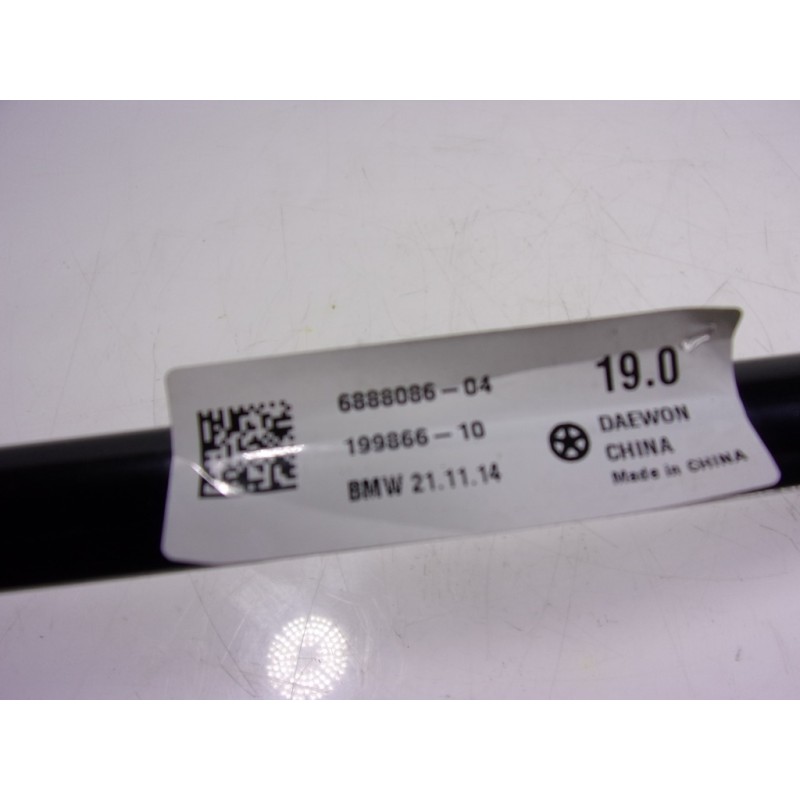 6888086-04
199866-10
BMW 21.11.14
19.0
DAEWON
CHINA
Made in CHINA